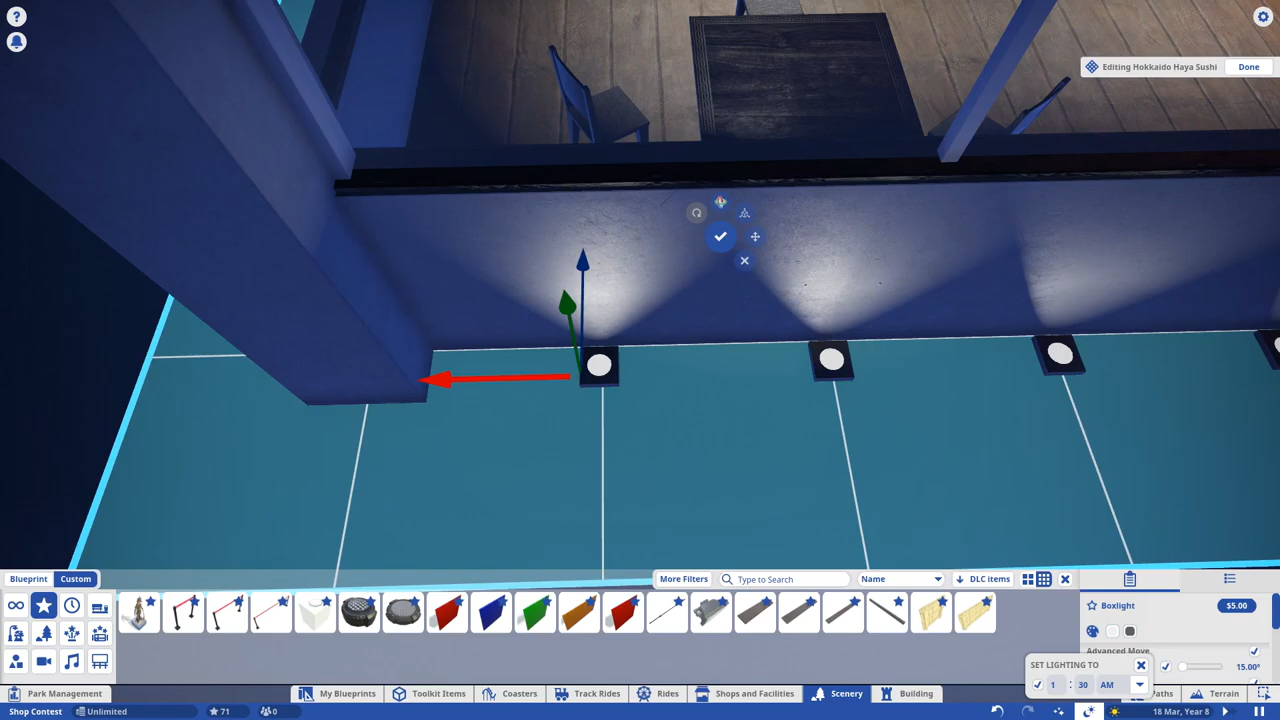 ?
Editing Hokkaido Haya Sushi Done
Blueprint Custom More Filters Type to Search Name DLC items
Boxlight $5.00
Advanced Move
15.00°
SET LIGHTING TO
1 : 30 AM
Park Management My Blueprints Toolkit Items Coasters Track Rides Rides Shops and Facilities Scenery Building Paths Terrain
Shop Contest Unlimited 71 0 18 Mar, Year 8